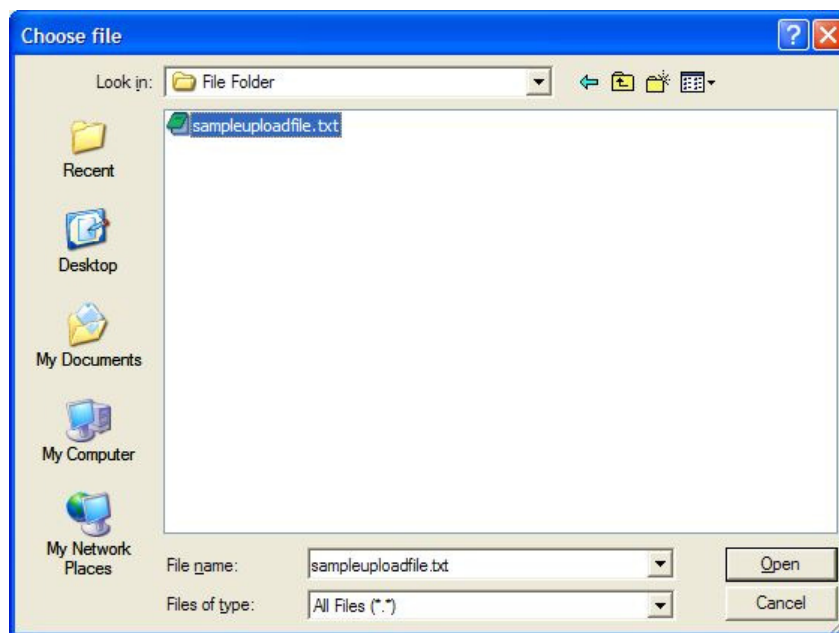 Choose file
Look in: File Folder
sampleuploadfile.txt
Recent
Desktop
My Documents
My Computer
My Network
Places
File name: sampleuploadfile.txt Open
Files of type: All Files (*.*) Cancel